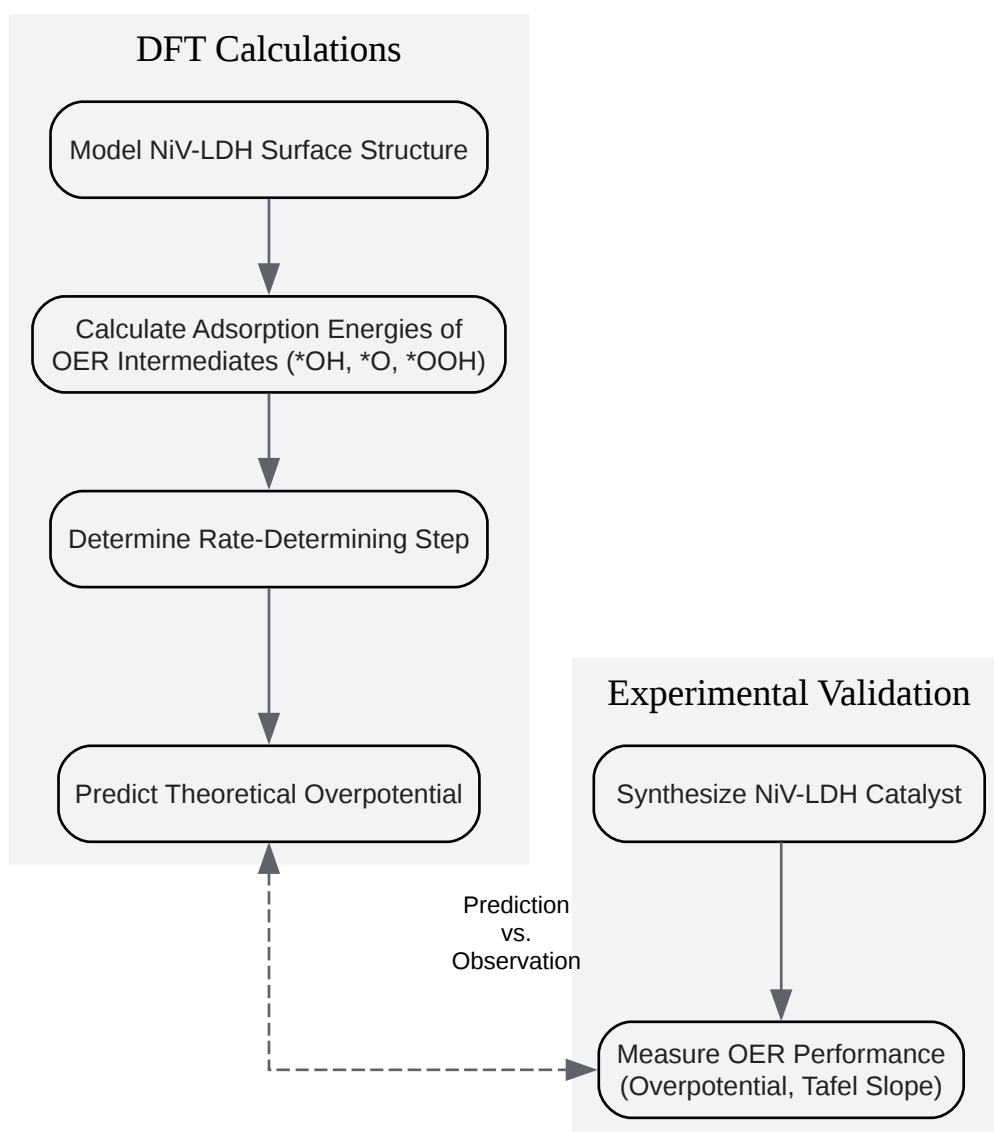 DFT Calculations
Model NiV-LDH Surface Structure
Calculate Adsorption Energies of
OER Intermediates (*OH, *O, *OOH)
Determine Rate-Determining Step
Predict Theoretical Overpotential
Prediction
vs.
Observation
Experimental Validation
Synthesize NiV-LDH Catalyst
Measure OER Performance
(Overpotential, Tafel Slope)